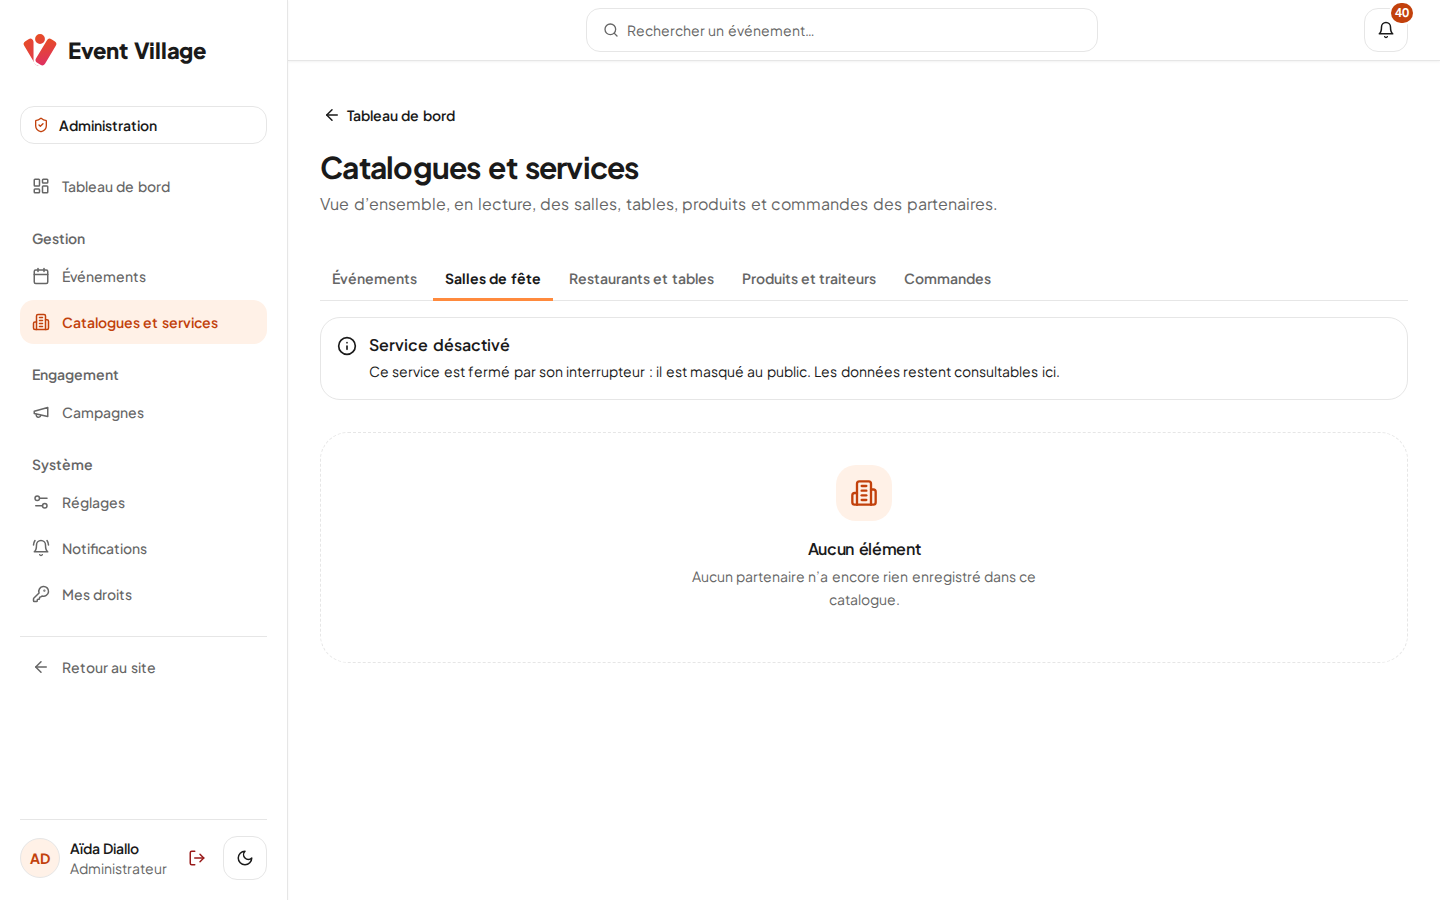 Event Village
Rechercher un événement…
40
Administration
Tableau de bord
Gestion
Événements
Catalogues et services
Engagement
Campagnes
Système
Réglages
Notifications
Mes droits
Retour au site
AD
Aïda Diallo
Administrateur
Tableau de bord
Catalogues et services
Vue d’ensemble, en lecture, des salles, tables, produits et commandes des partenaires.
Événements
Salles de fête
Restaurants et tables
Produits et traiteurs
Commandes
Service désactivé
Ce service est fermé par son interrupteur : il est masqué au public. Les données restent consultables ici.
Aucun élément
Aucun partenaire n’a encore rien enregistré dans ce
catalogue.